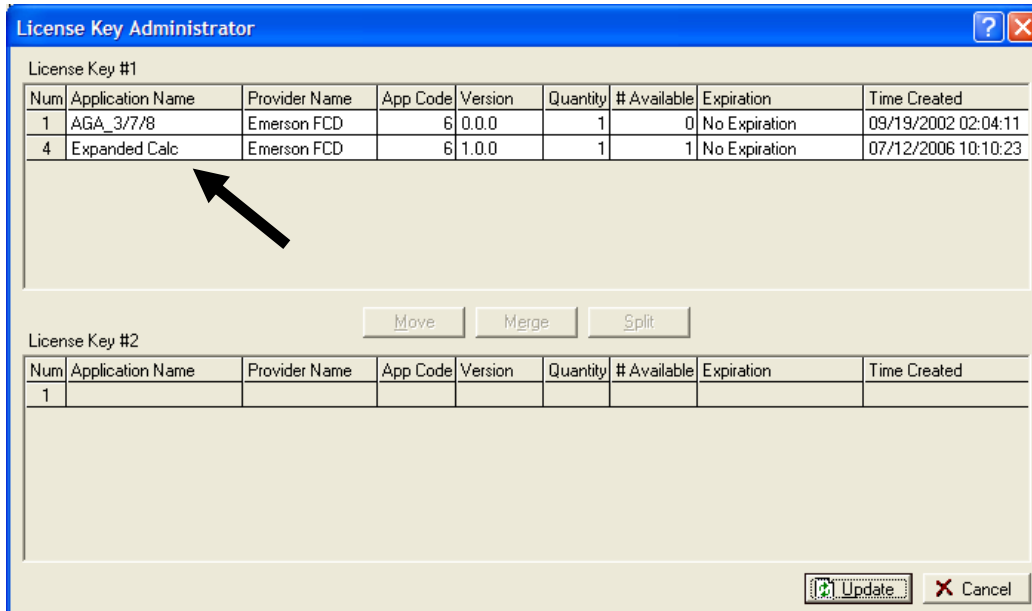 License Key Administrator
License Key #1
Num Application Name Provider Name App Code Version Quantity # Available Expiration Time Created
1 AGA_3/7/8 Emerson FCD 6 0.0.0 1 0 No Expiration 09/19/2002 02:04:11
4 Expanded Calc Emerson FCD 6 1.0.0 1 1 No Expiration 07/12/2006 10:10:23
Move Merge Split
License Key #2
Num Application Name Provider Name App Code Version Quantity # Available Expiration Time Created
1
Update Cancel